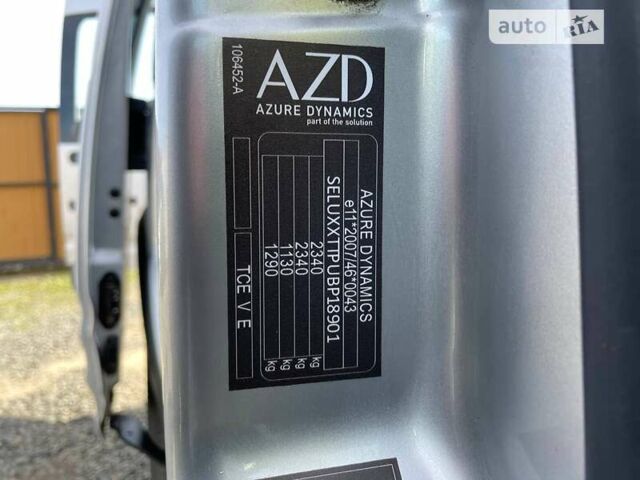 auto RIA
106452-A
AZD
AZURE DYNAMICS
part of the solution
AZURE DYNAMICS
e11*2007/46*0043
SELUXXTTPUBP18901
2340 kg
2340 kg
1130 kg
1290 kg
TCE V E